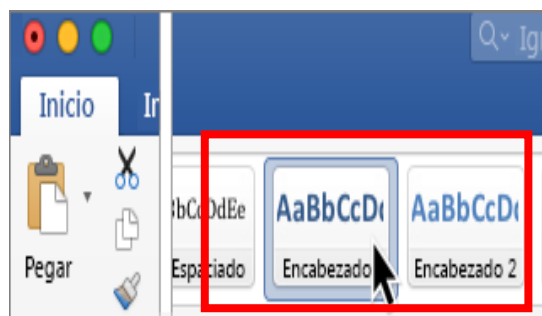 Inicio
AaBbCcDc
AaBbCcDc
Pegar
Espaciado
Encabezado
Encabezado 2